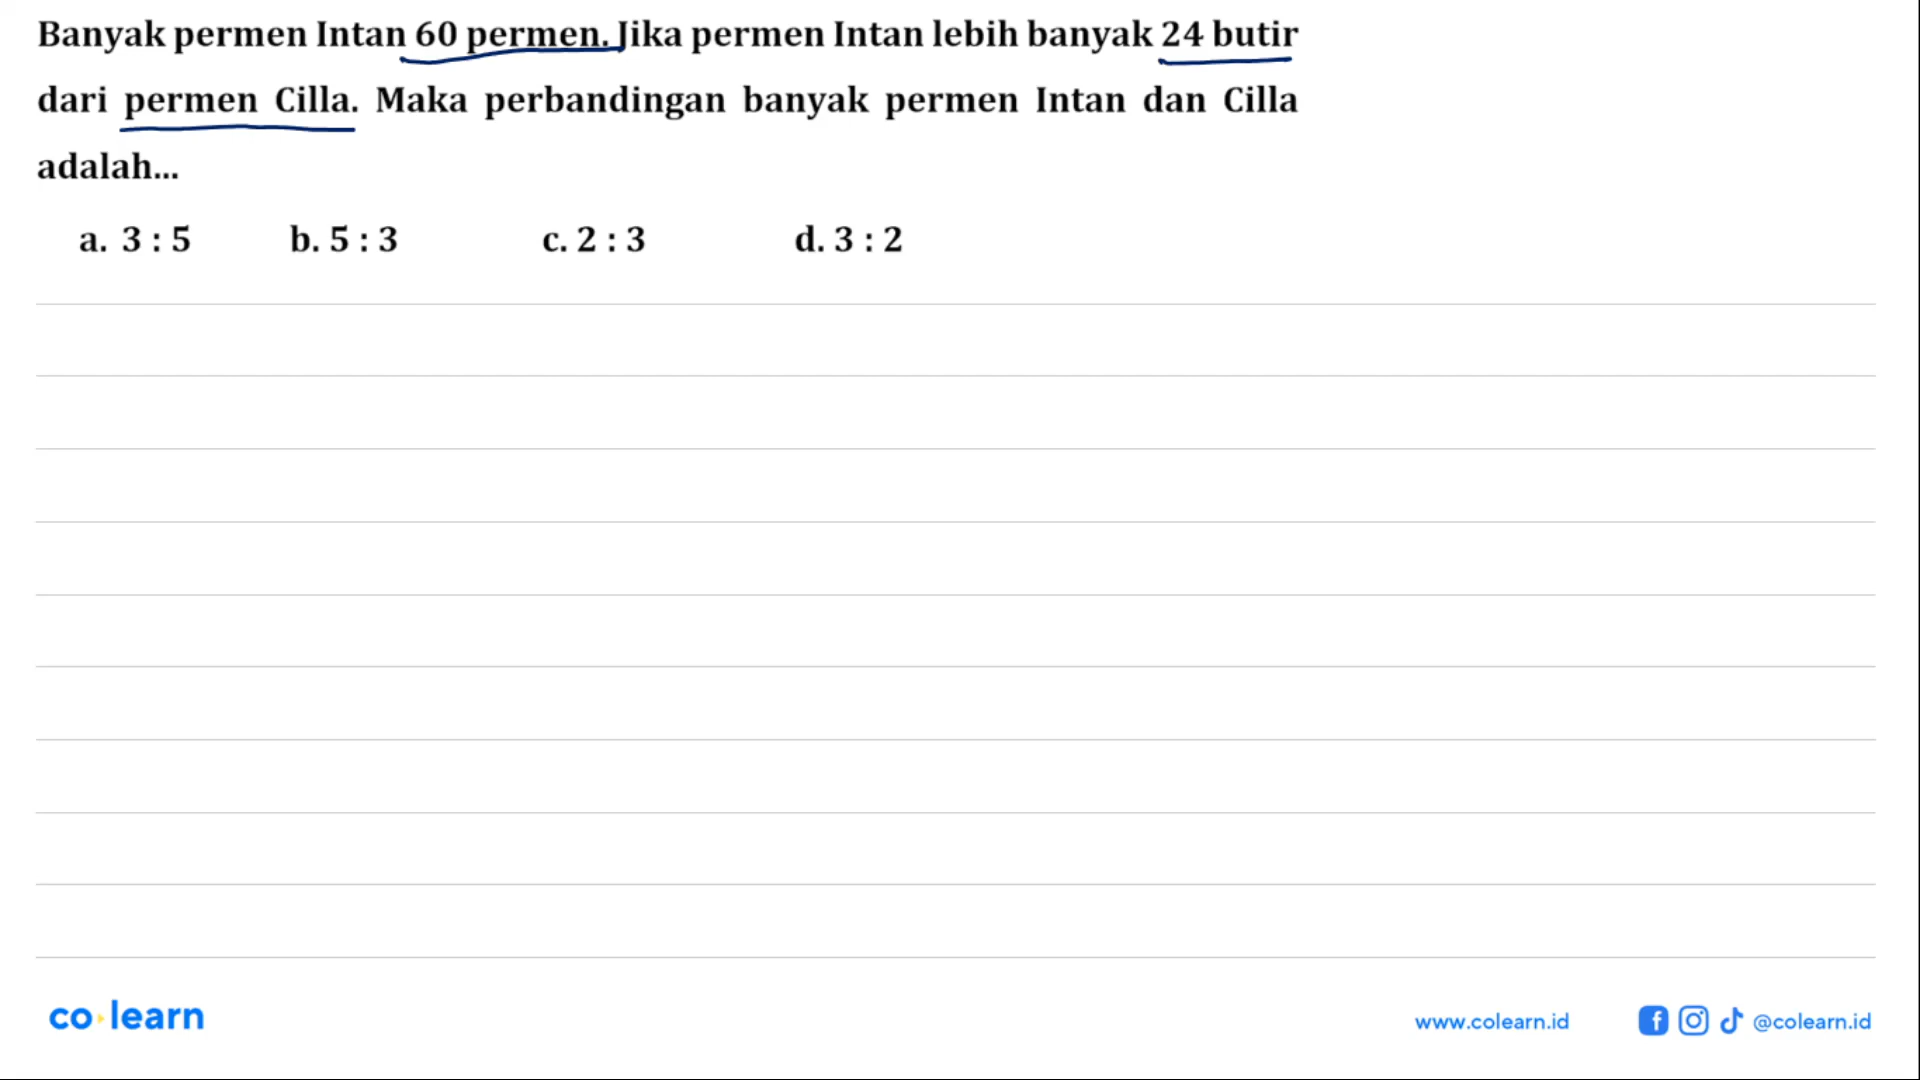 Banyak permen Intan 60 permen. Jika permen Intan lebih banyak 24 butir
dari permen Cilla. Maka perbandingan banyak permen Intan dan Cilla
adalah...
a. 3 : 5 b. 5 : 3 c. 2 : 3 d. 3 : 2
co learn www.colearn.id @colearn.id